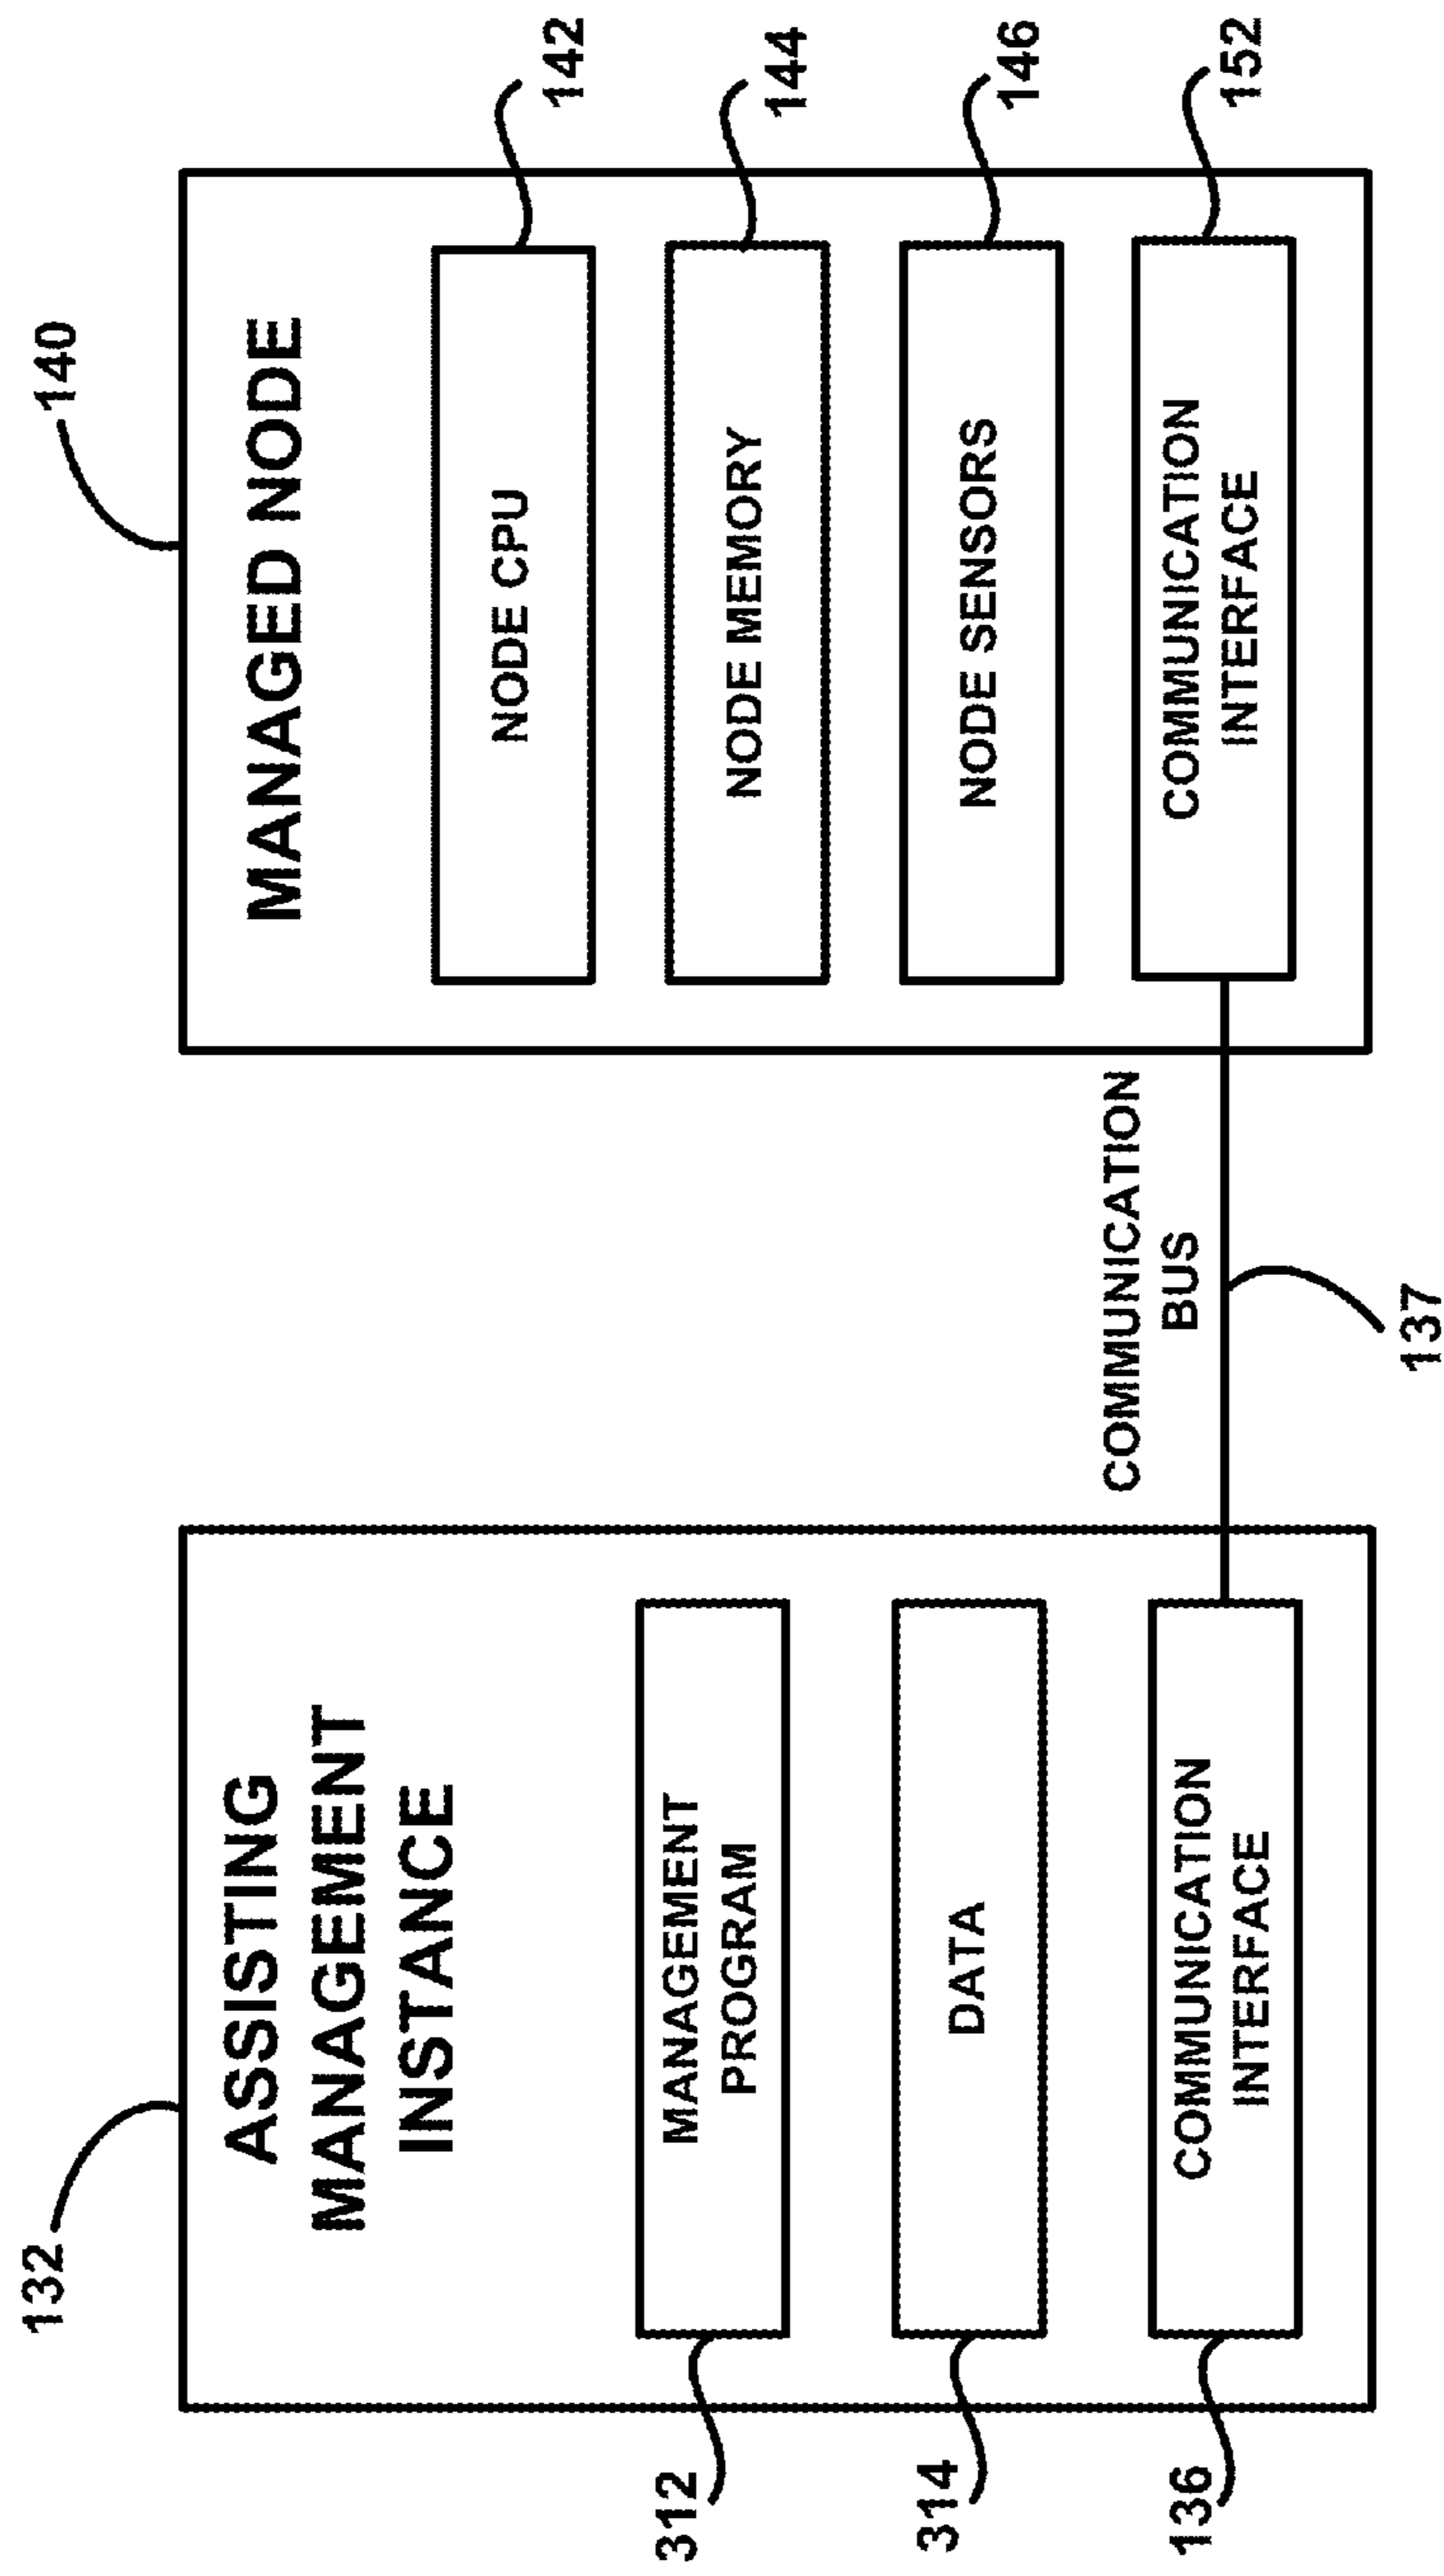 132
ASSISTING
MANAGEMENT
INSTANCE
312
MANAGEMENT
PROGRAM
314
DATA
136
COMMUNICATION
INTERFACE
COMMUNICATION
BUS
137
140
MANAGED NODE
NODE CPU
142
NODE MEMORY
144
NODE SENSORS
146
COMMUNICATION
INTERFACE
152